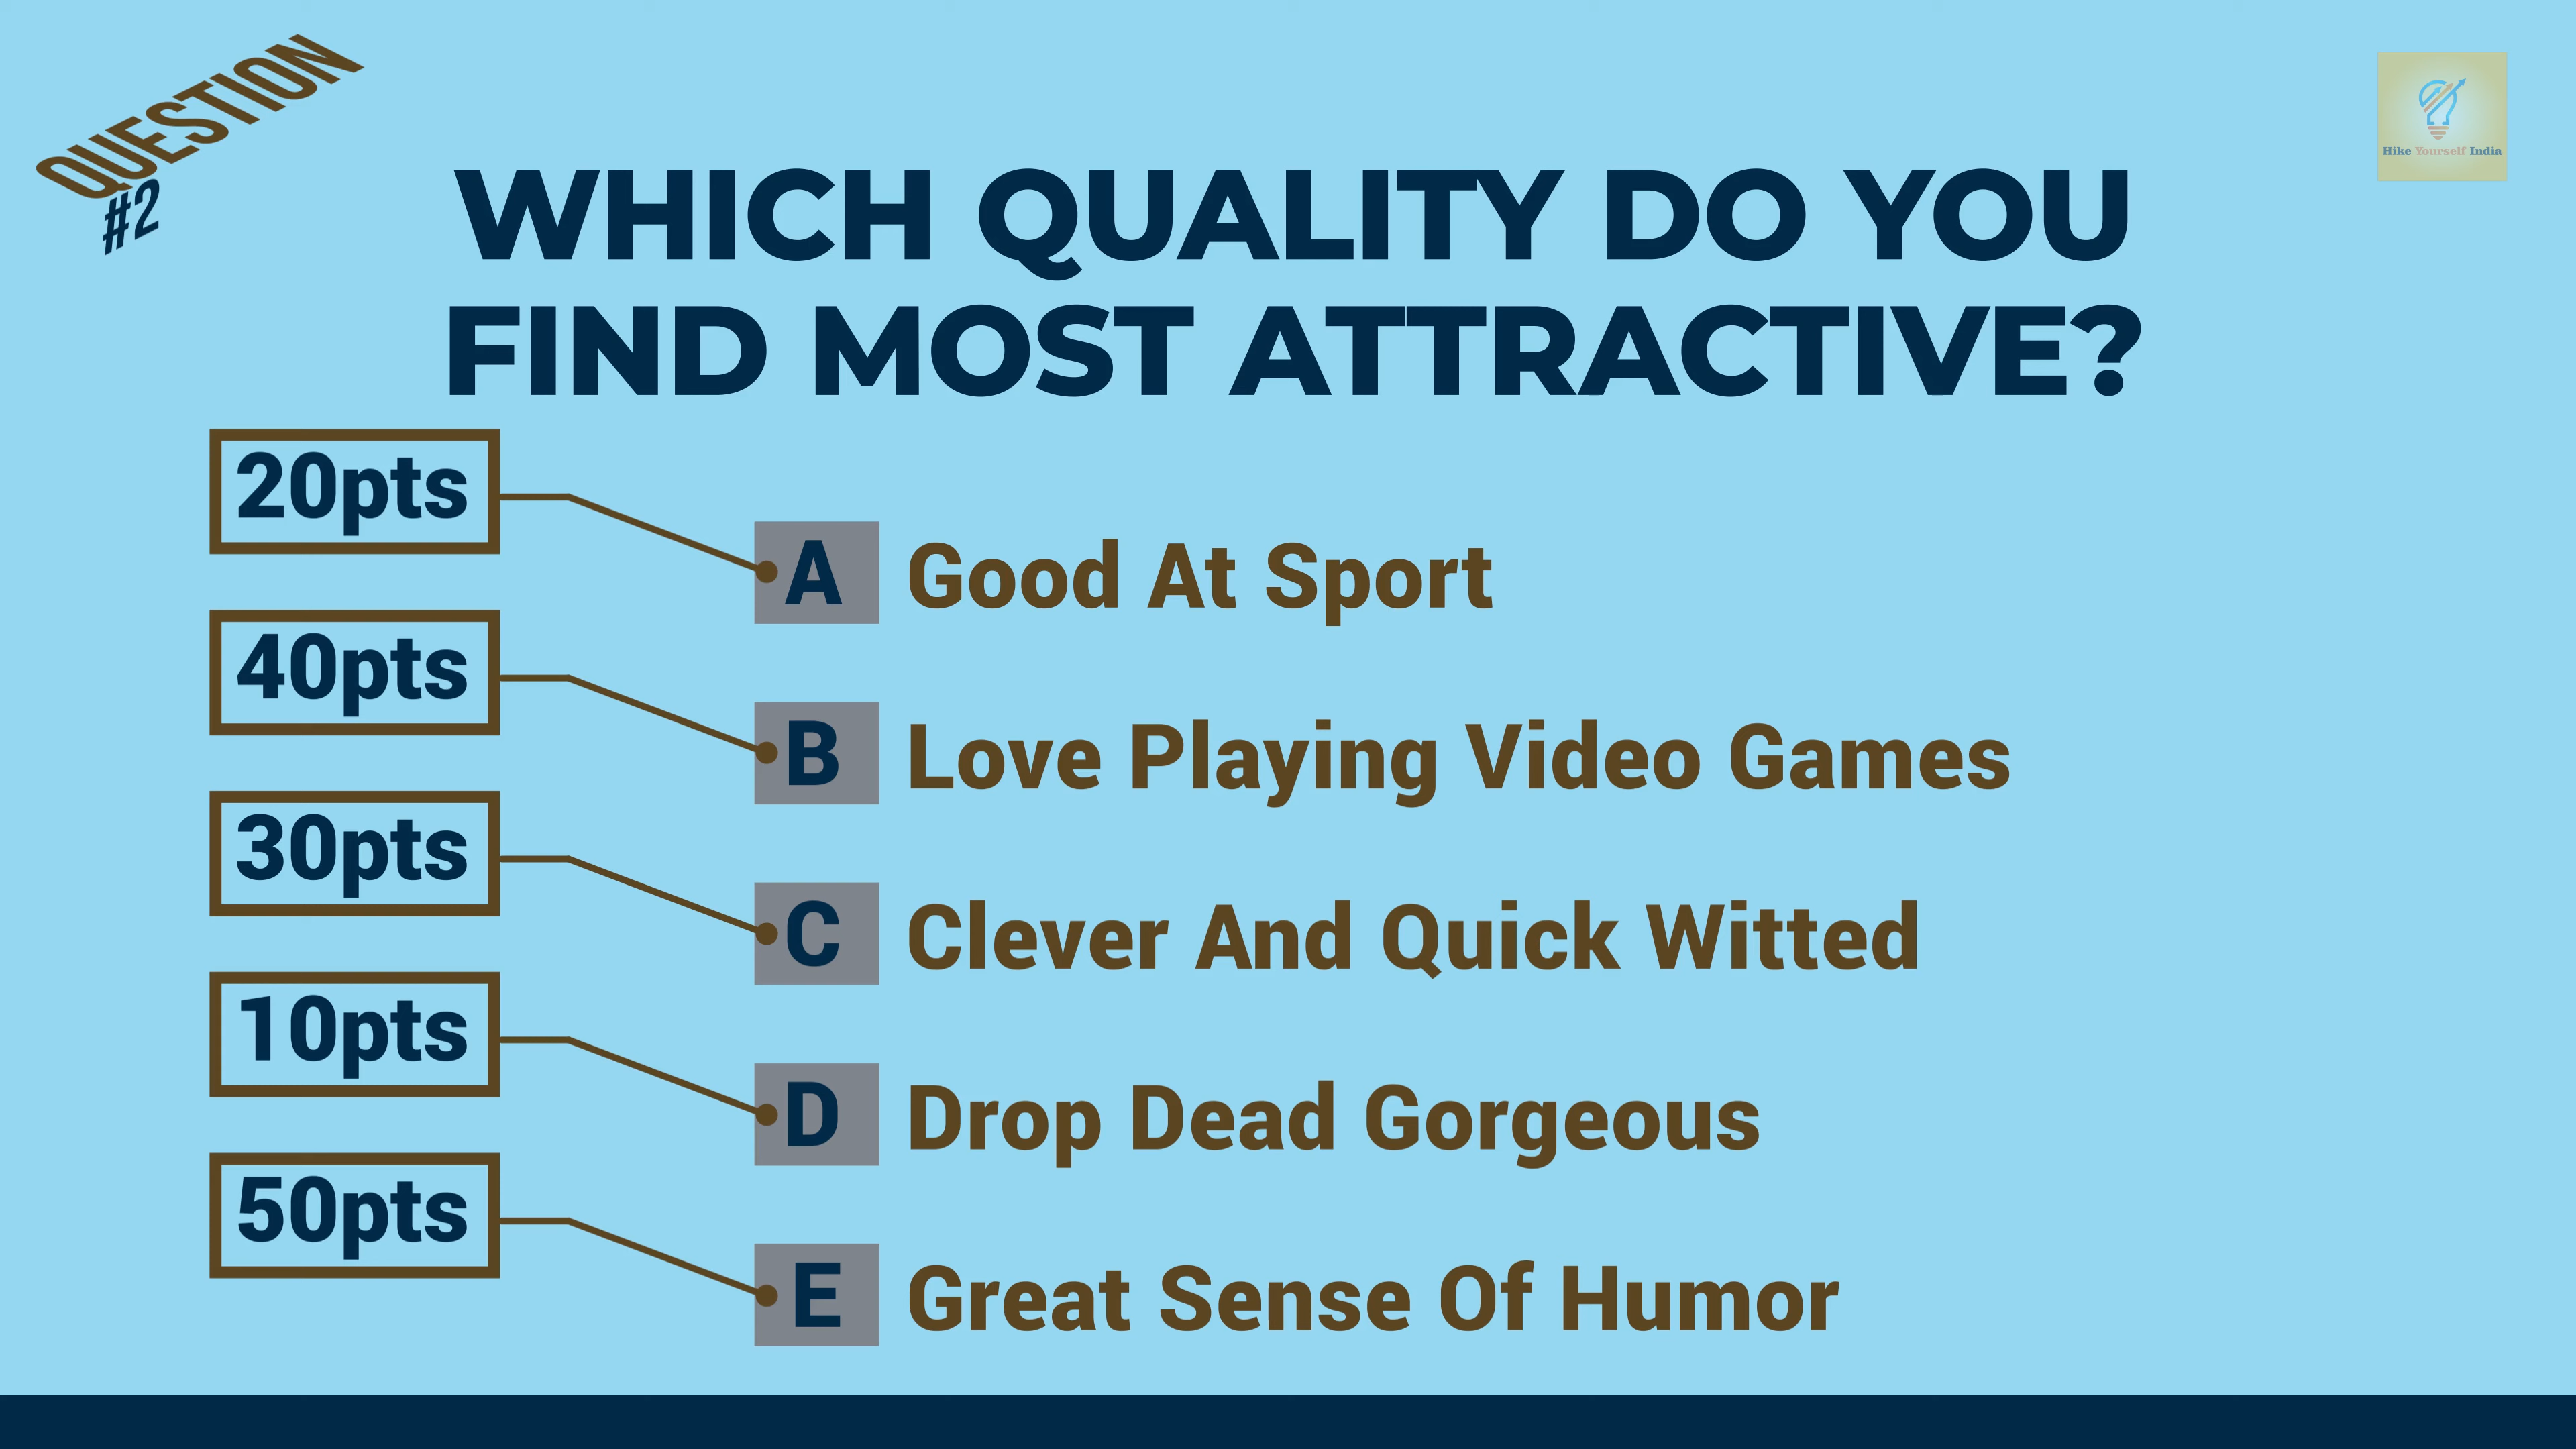 QUESTION
#2
Hike Yourself India
WHICH QUALITY DO YOU
FIND MOST ATTRACTIVE?
20pts
A Good At Sport
40pts
B Love Playing Video Games
30pts
C Clever And Quick Witted
10pts
D Drop Dead Gorgeous
50pts
E Great Sense Of Humor